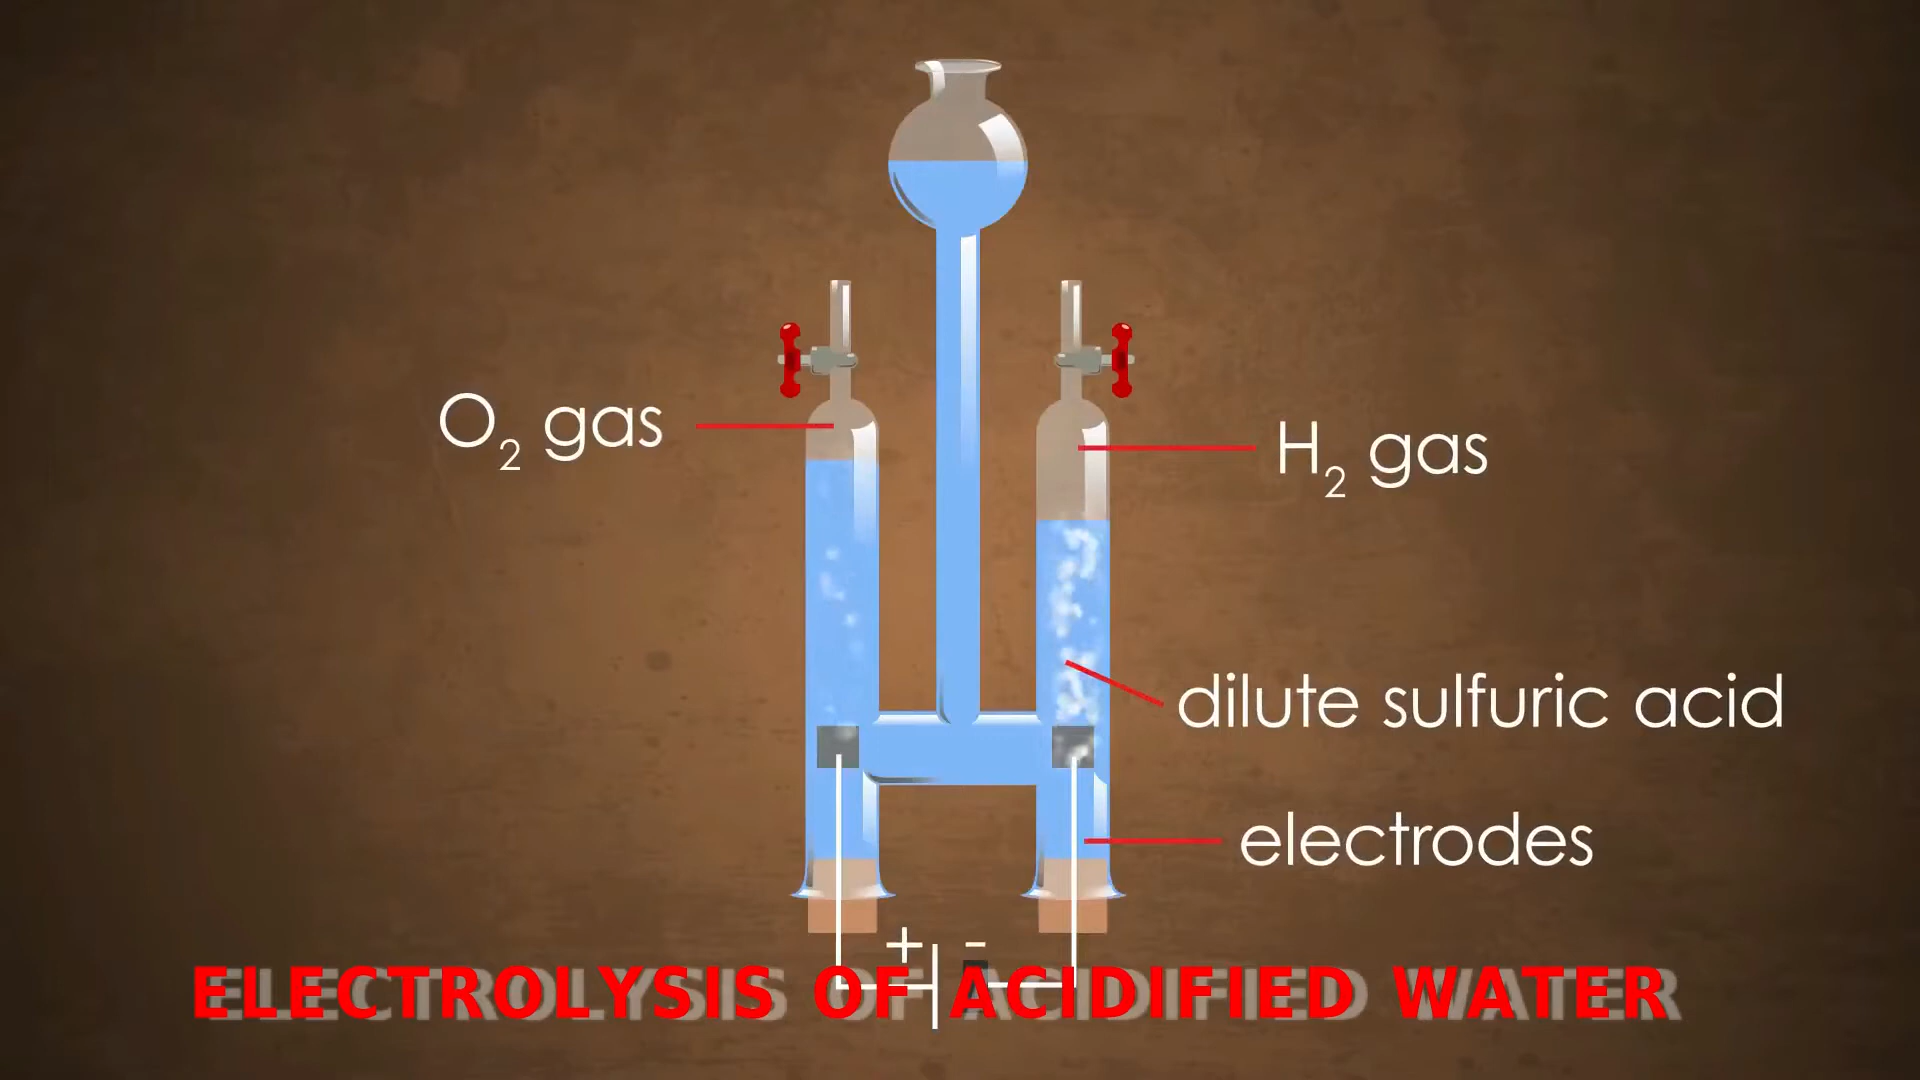 O₂ gas
H₂ gas
dilute sulfuric acid
electrodes
+ -
ELECTROLYSIS OF ACIDIFIED WATER